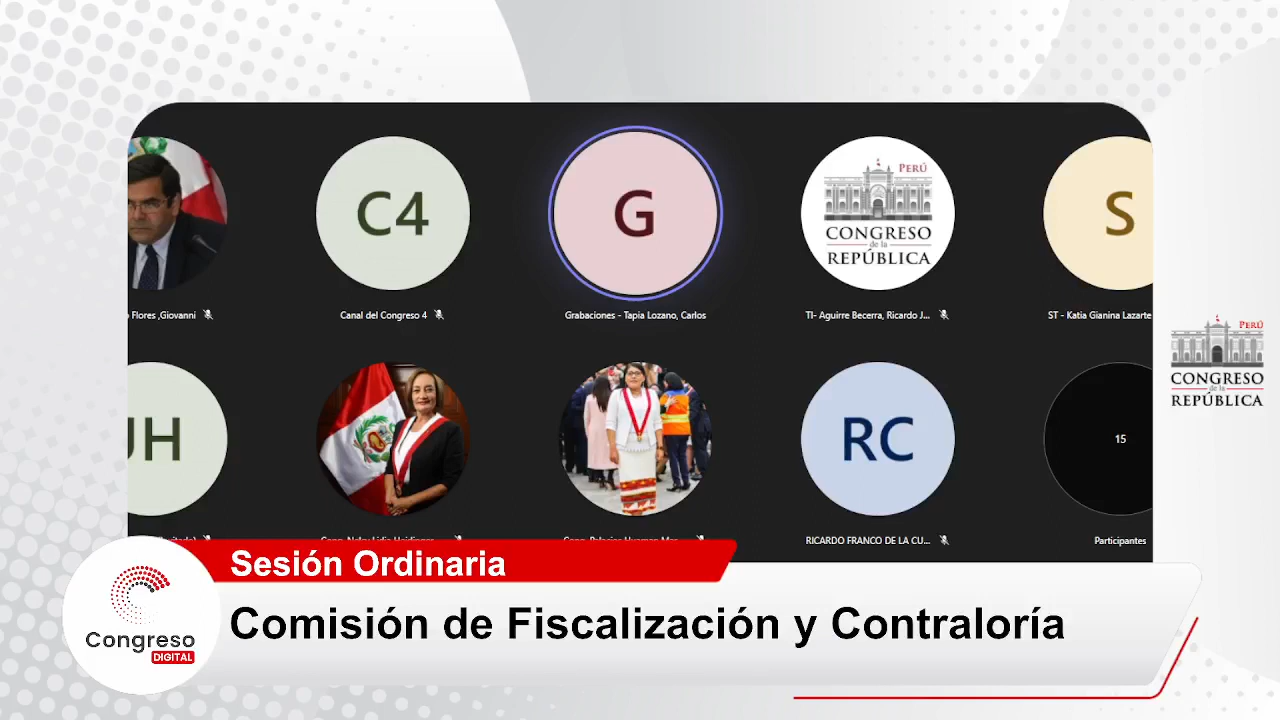 C4
G
PERÚ
CONGRESO
de la
REPÚBLICA
S
Flores ,Giovanni
Canal del Congreso 4
Grabaciones - Tapia Lozano, Carlos
TI- Aguirre Becerra, Ricardo J...
ST - Katia Gianina Lazarte
PERÚ
CONGRESO
de la
REPÚBLICA
JH
RC
15
RICARDO FRANCO DE LA CU...
Participantes
Sesión Ordinaria
Comisión de Fiscalización y Contraloría
Congreso
DIGITAL